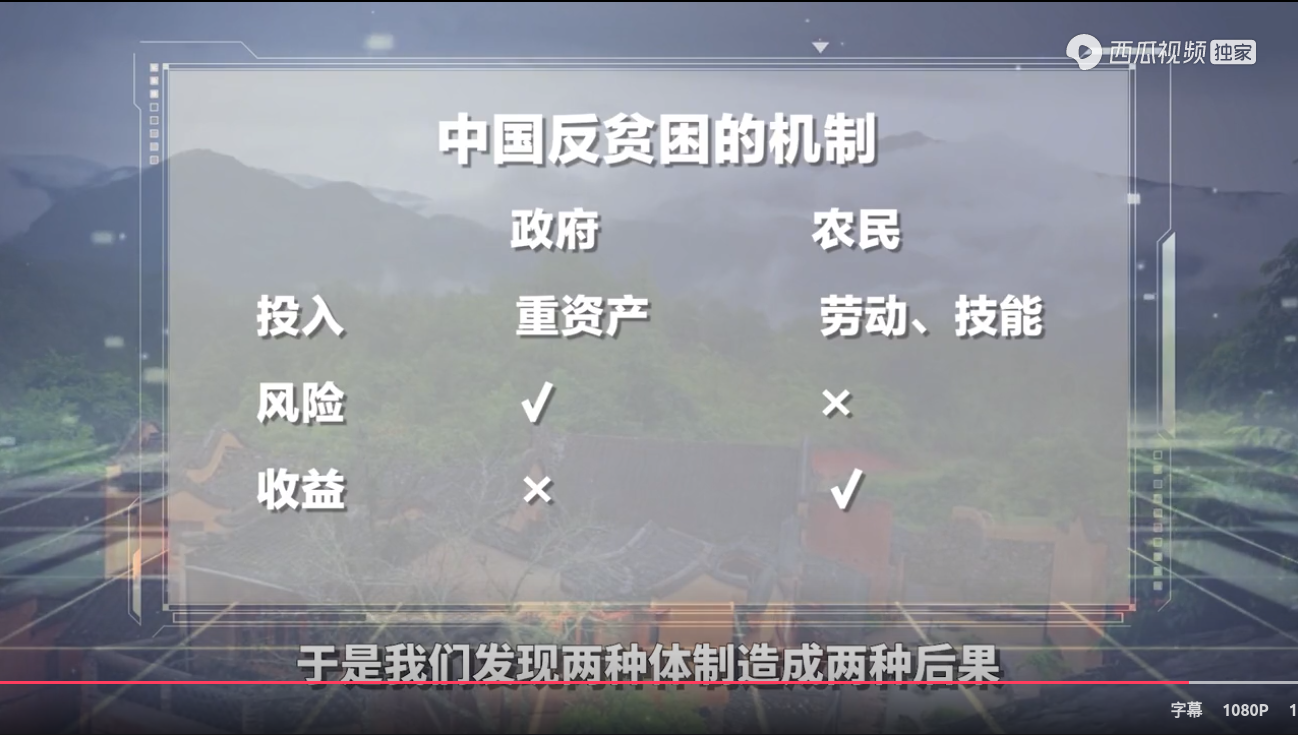 西瓜视频 独家
中国反贫困的机制
政府 农民
投入 重资产 劳动、技能
风险 ✓ ×
收益 × ✓
于是我们发现两种体制造成两种后果
字幕 1080P 1